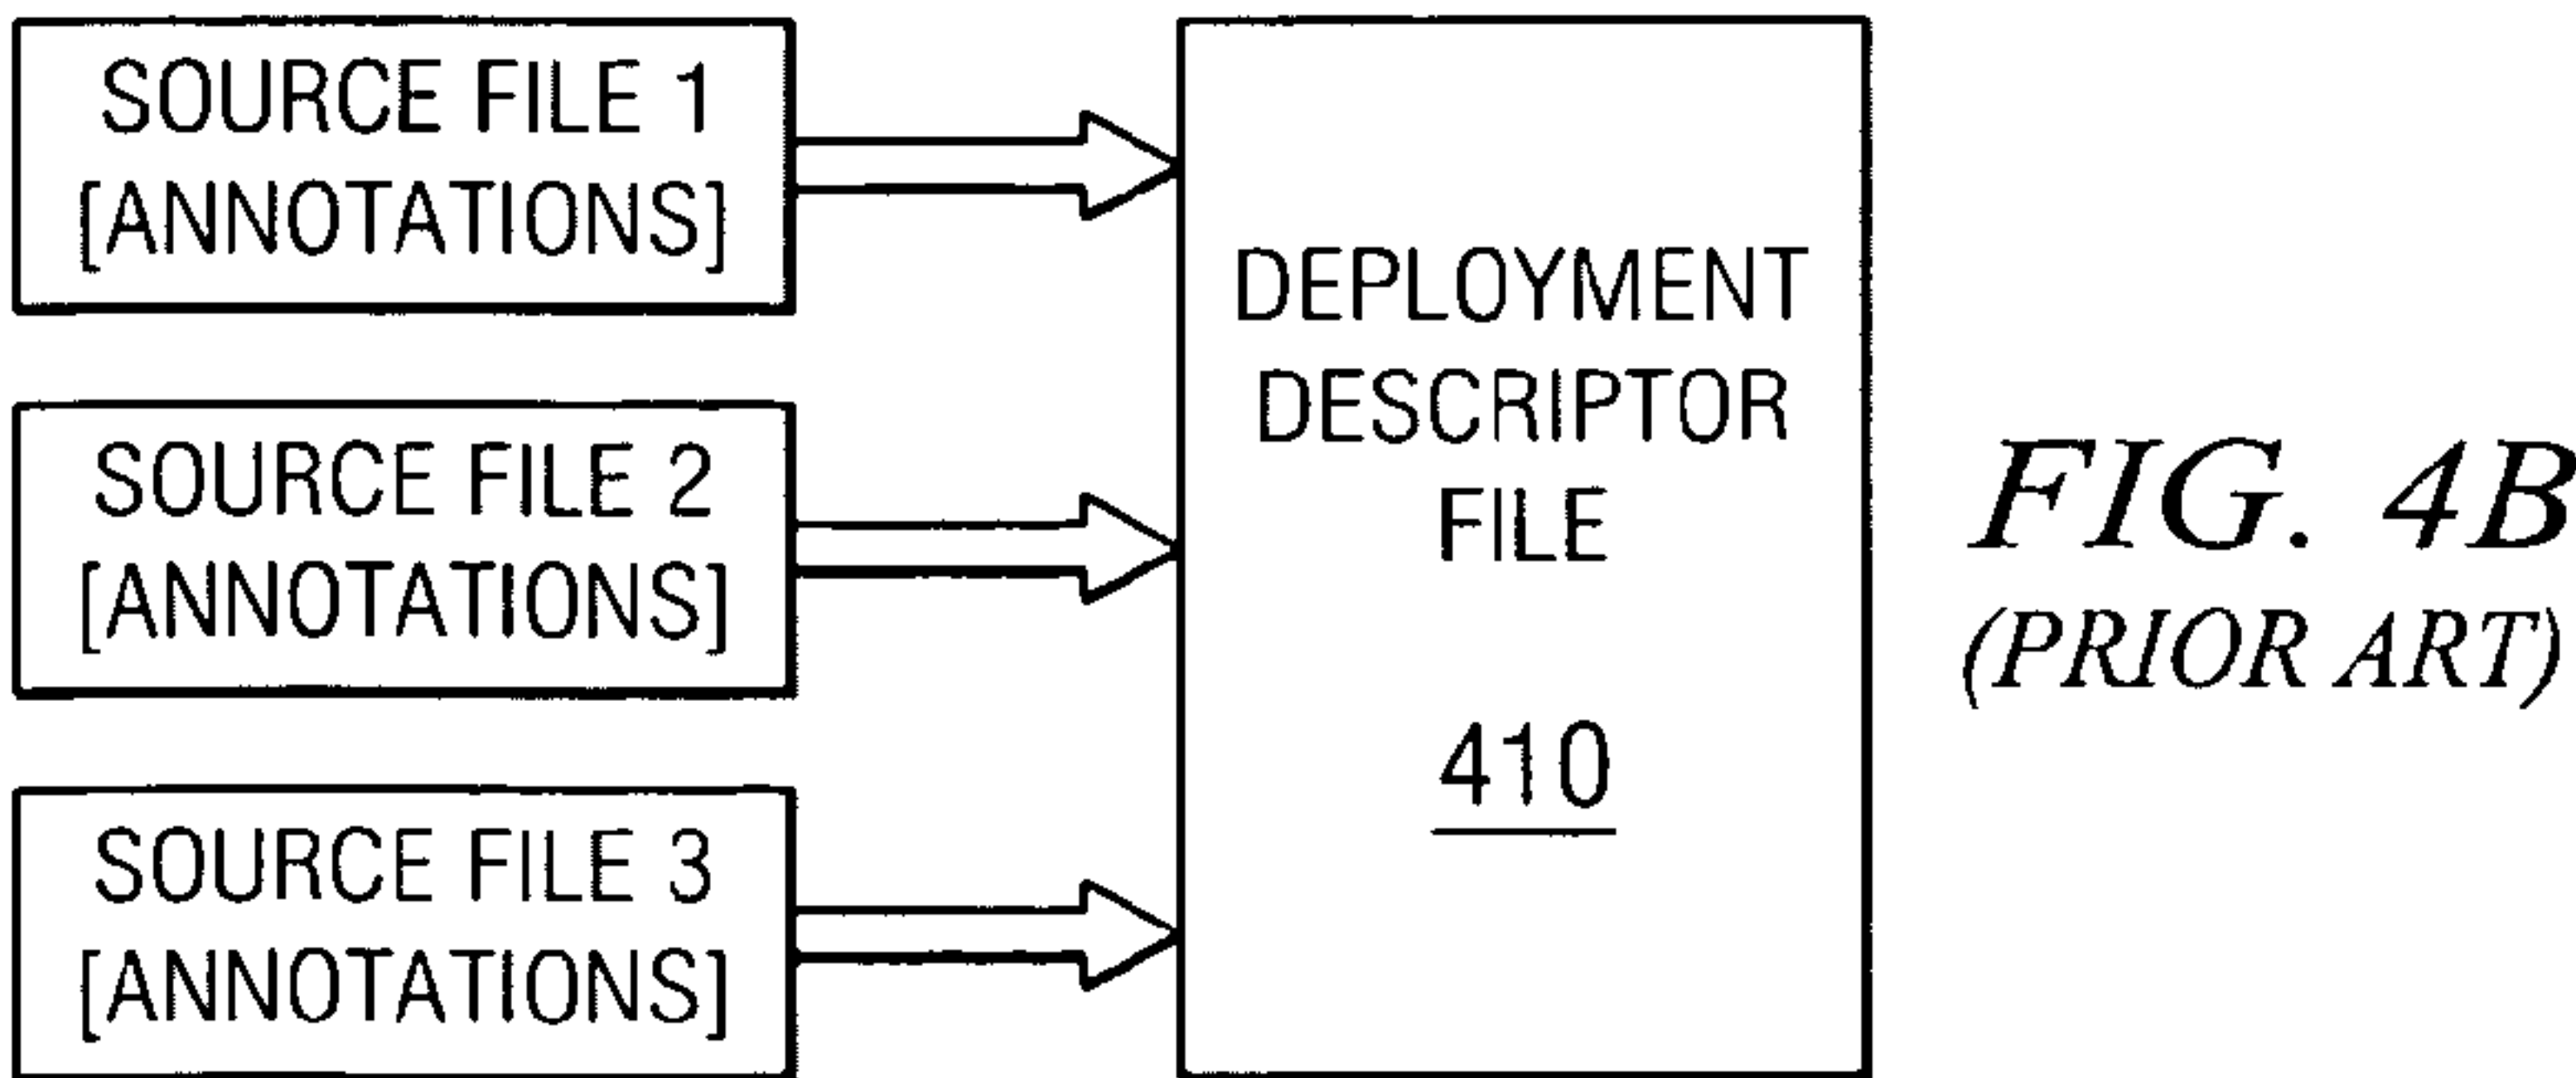 SOURCE FILE 1
[ANNOTATIONS]
SOURCE FILE 2
[ANNOTATIONS]
SOURCE FILE 3
[ANNOTATIONS]
DEPLOYMENT
DESCRIPTOR
FILE
410
FIG. 4B
(PRIOR ART)